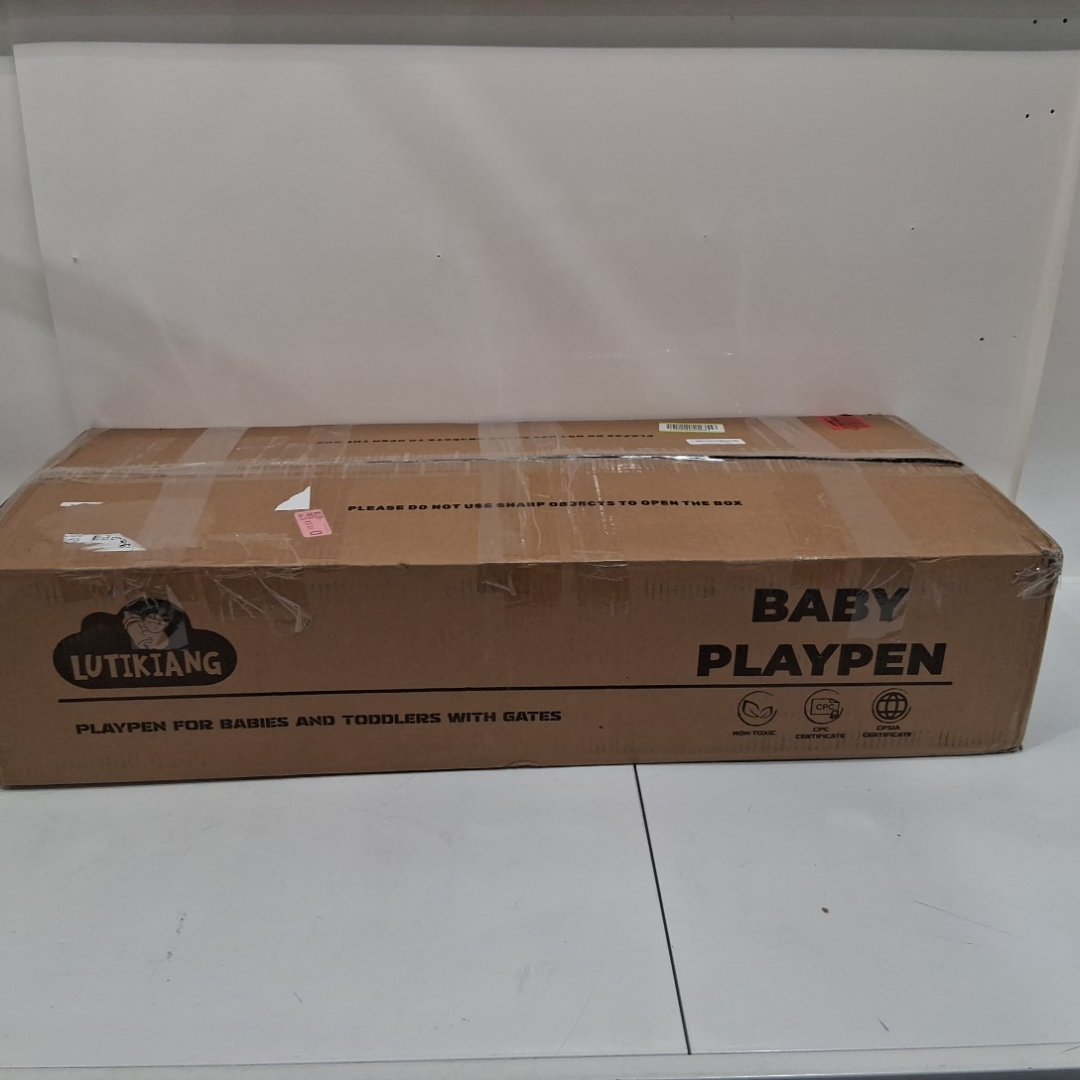 PLEASE DO NOT USE SHARP DBJRCYS TO OPEN THE BOX
LUTIKIANG
BABY
PLAYPEN
PLAYPEN FOR BABIES AND TODDLERS WITH GATES
CPC
NON-TOXIC
CPC
CERTIFICATE
CPSIA
CERTIFICATE